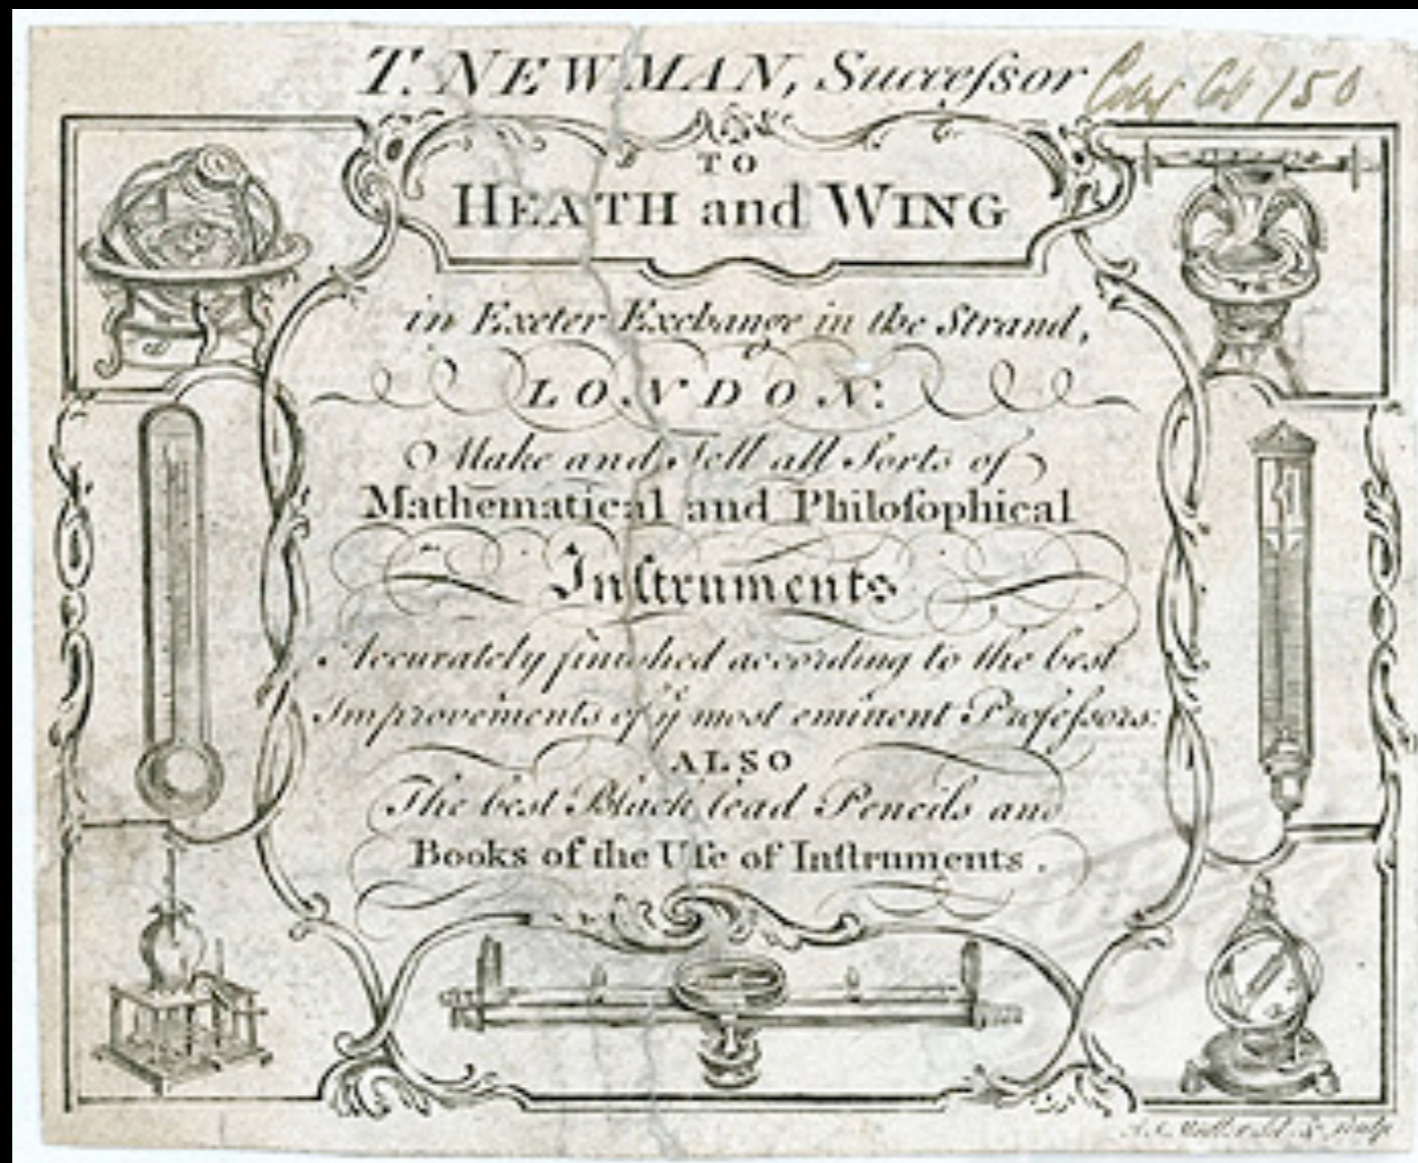 T. NEWMAN, Succeſsor
TO
HEATH and WING
in Exeter Exchange in the Strand,
LONDON:
Make and Sell all Sorts of
Mathematical and Philoſophical
Inſtruments
Accurately finished according to the best
Improvements of yͤ most eminent Profeſsors:
ALSO
The best Black lead Pencils and
Books of the Uſe of Inſtruments.
150